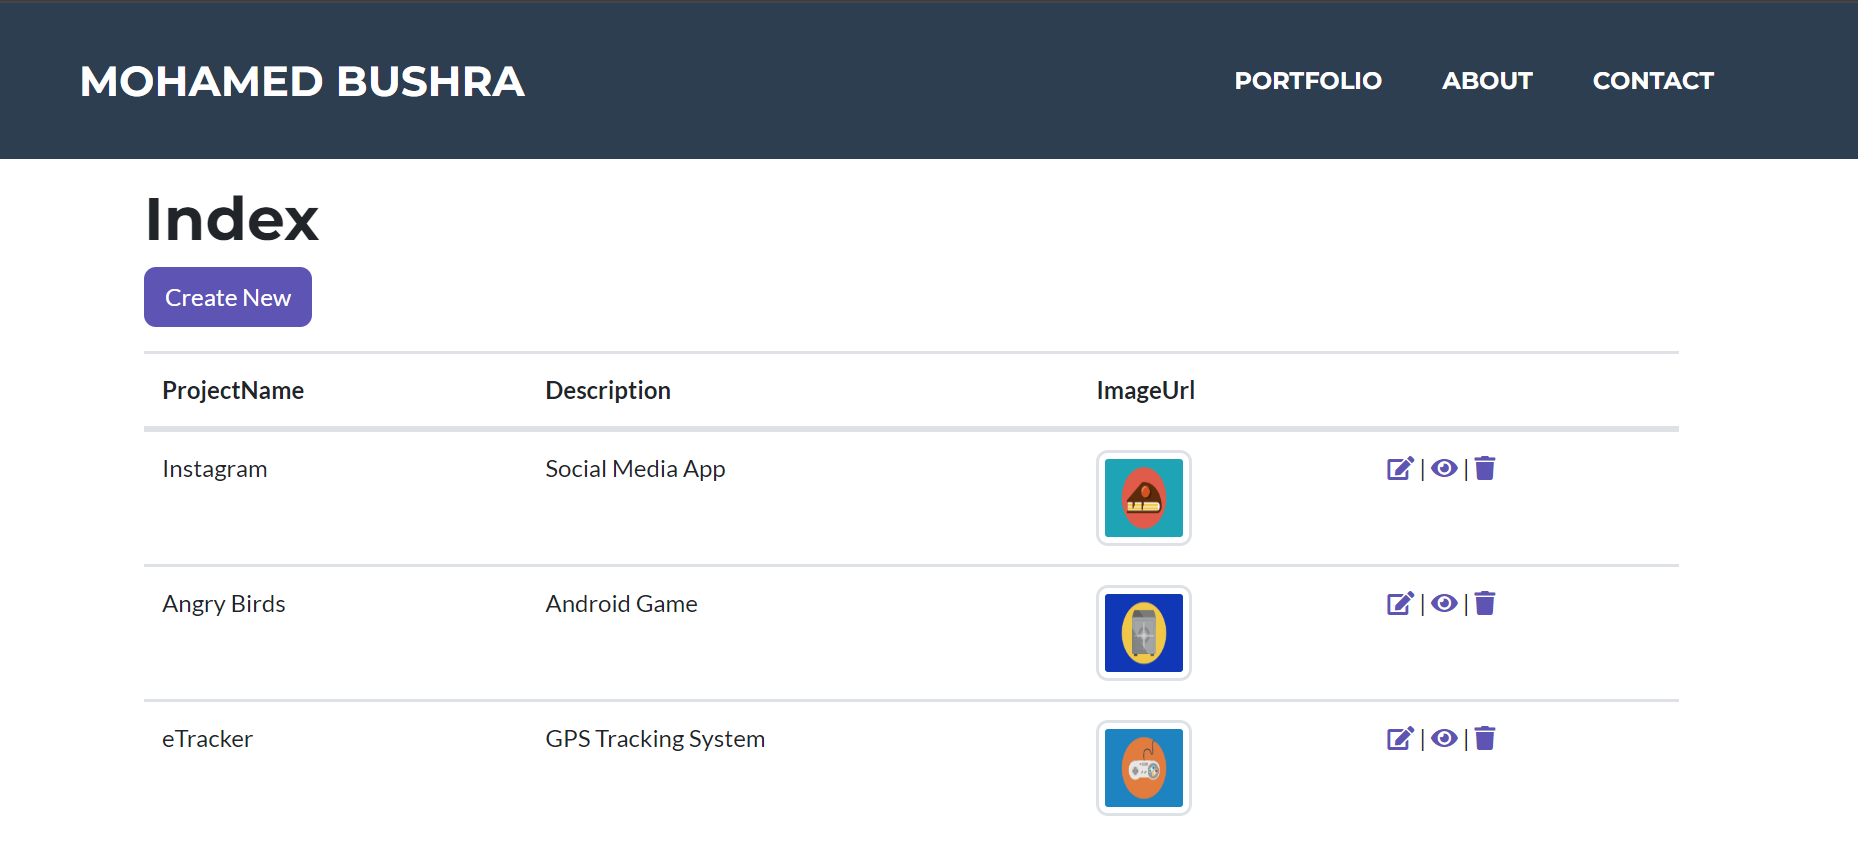 MOHAMED BUSHRA PORTFOLIO ABOUT CONTACT
Index
Create New
ProjectName Description ImageUrl
Instagram Social Media App | |
Angry Birds Android Game | |
eTracker GPS Tracking System | |